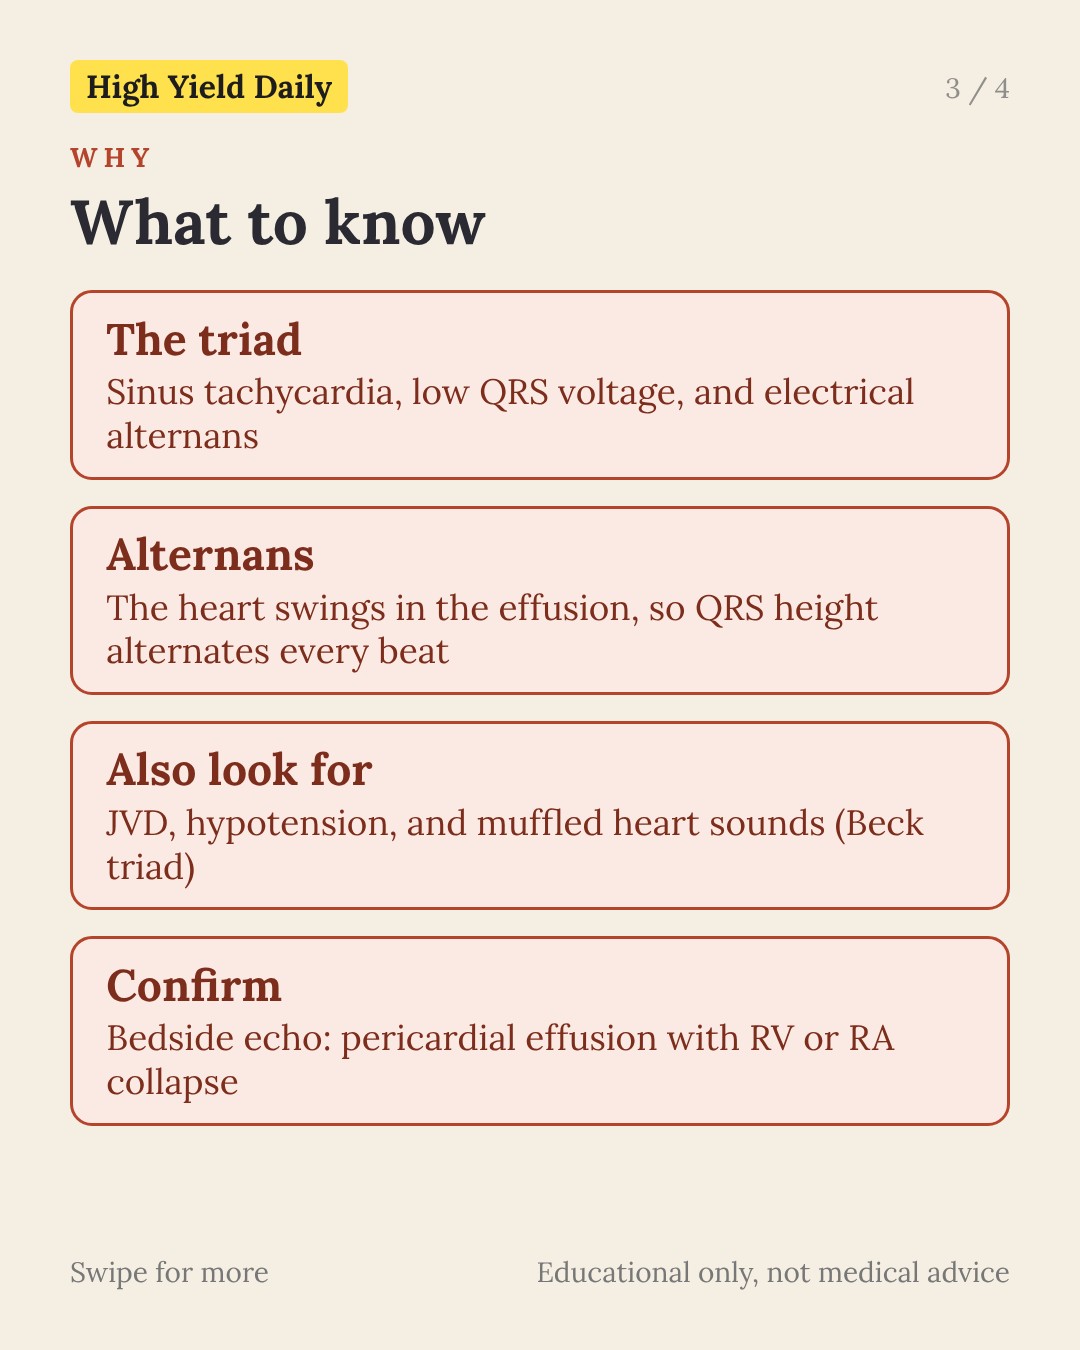 High Yield Daily
3 / 4
WHY
What to know
The triad
Sinus tachycardia, low QRS voltage, and electrical
alternans
Alternans
The heart swings in the effusion, so QRS height
alternates every beat
Also look for
JVD, hypotension, and muffled heart sounds (Beck
triad)
Confirm
Bedside echo: pericardial effusion with RV or RA
collapse
Swipe for more
Educational only, not medical advice